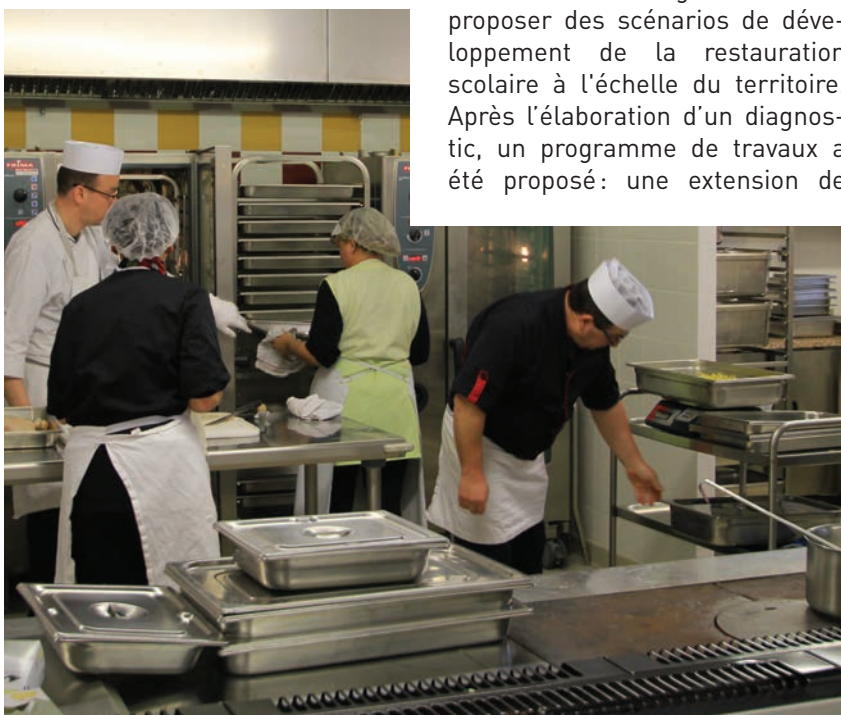 proposer des scénarios de déve-
loppement de la restauration
scolaire à l'échelle du territoire.
Après l'élaboration d'un diagnos-
tic, un programme de travaux a
été proposé : une extension de
FRIMA